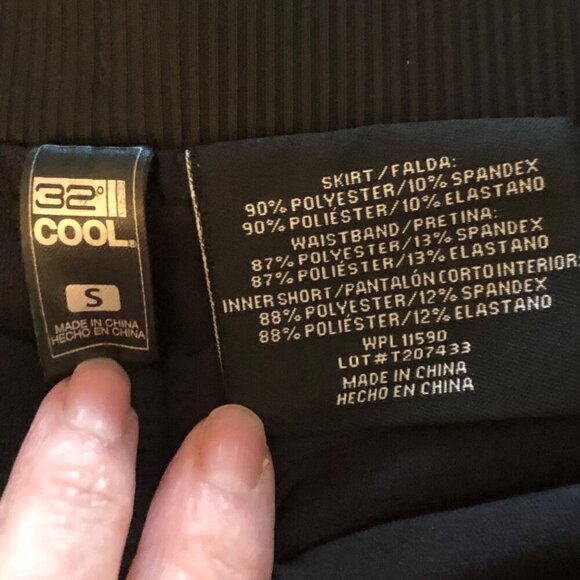 32°
COOL®
S
MADE IN CHINA
HECHO EN CHINA
SKIRT/FALDA:
90% POLYESTER/10% SPANDEX
90% POLIÉSTER/10% ELASTANO
WAISTBAND/PRETINA:
87% POLYESTER/13% SPANDEX
87% POLIÉSTER/13% ELASTANO
INNER SHORT/PANTALÓN CORTO INTERIOR:
88% POLYESTER/12% SPANDEX
88% POLIÉSTER/12% ELASTANO
WPL 11590
LOT#T207433
MADE IN CHINA
HECHO EN CHINA